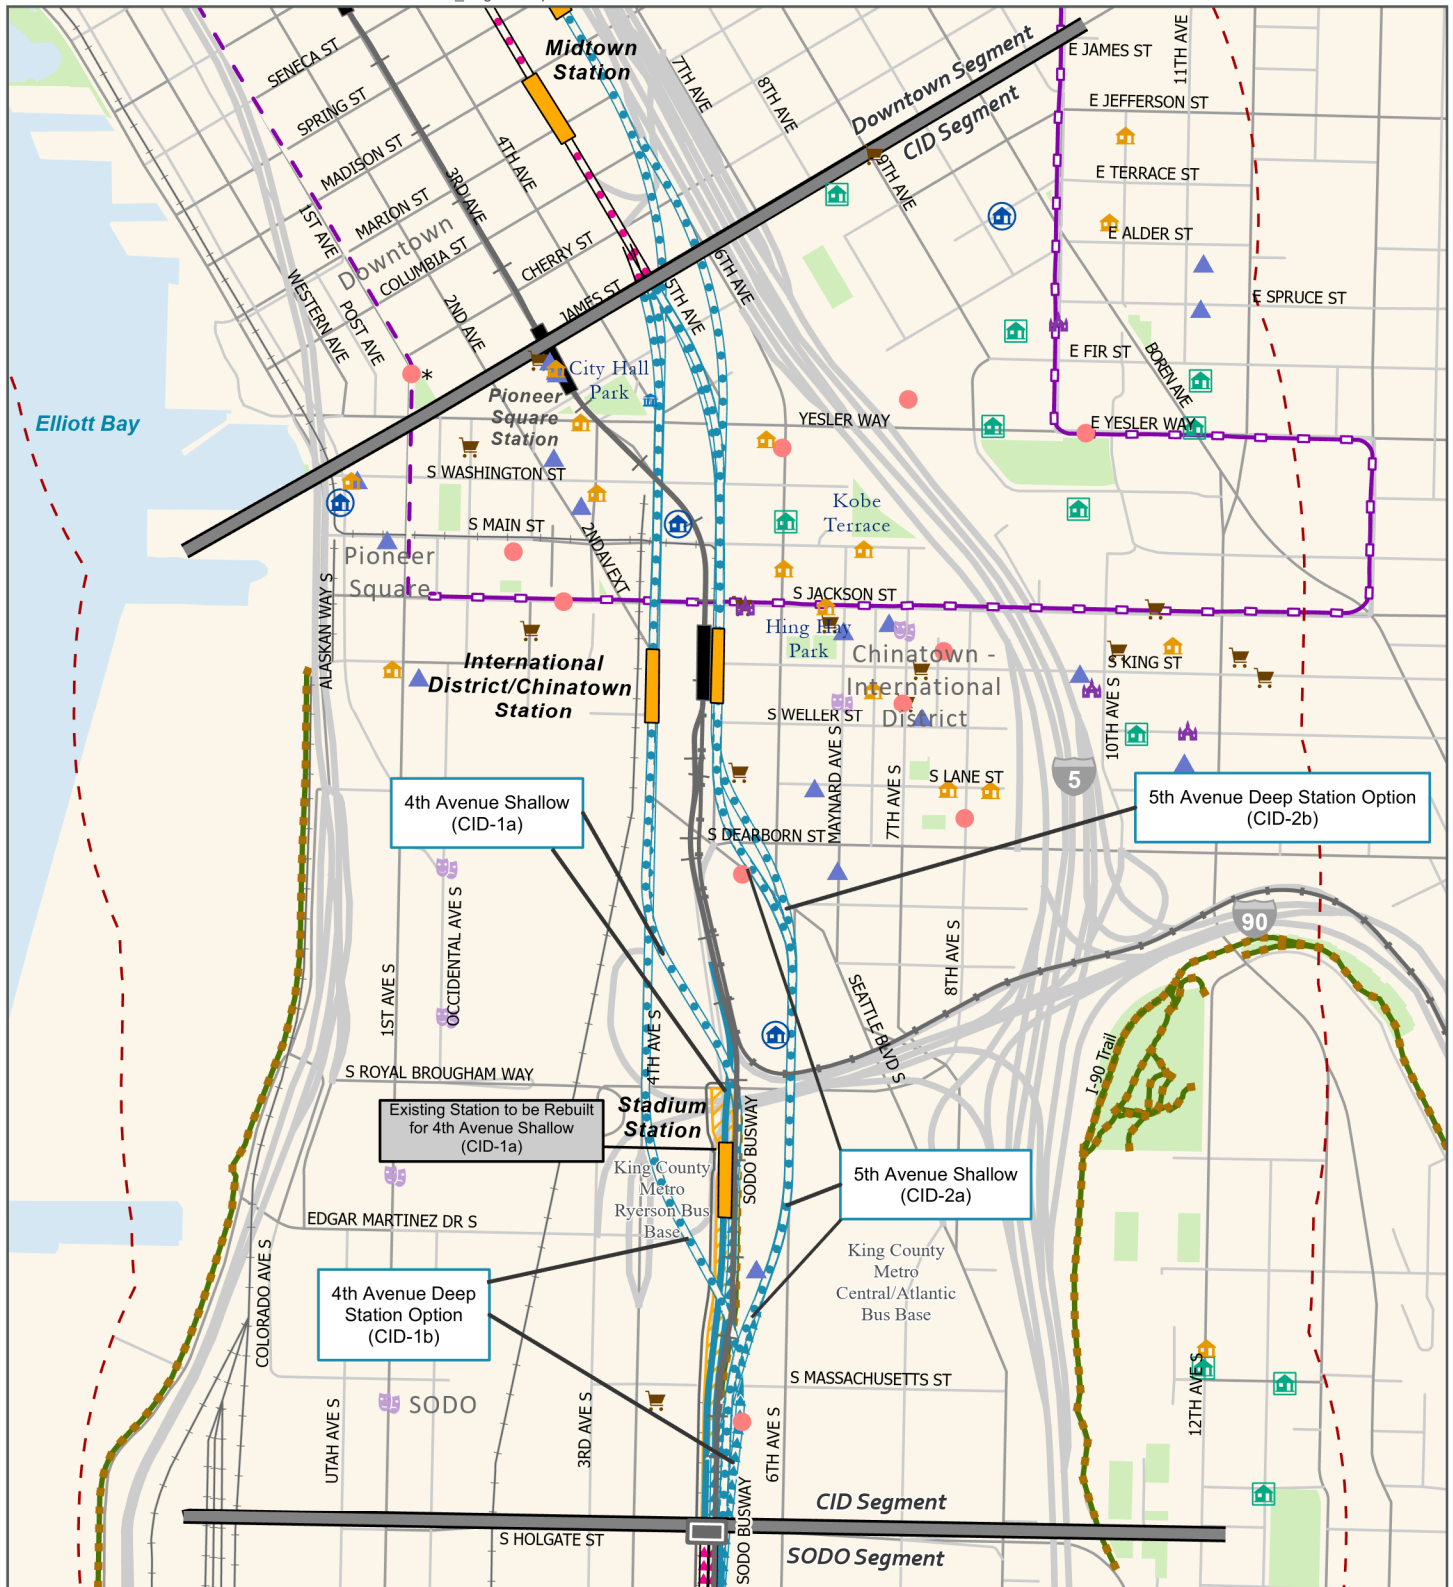 Midtown
Station
Downtown Segment
CID Segment
E JAMES ST
11TH AVE
E JEFFERSON ST
E TERRACE ST
E ALDER ST
E SPRUCE ST
E FIR ST
BOREN AVE
E YESLER WAY
SENECA ST
SPRING ST
MADISON ST
MARION ST
COLUMBIA ST
CHERRY ST
JAMES ST
Downtown
1ST AVE
WESTERN AVE
POST AVE
2ND AVE
3RD AVE
4TH AVE
5TH AVE
6TH AVE
7TH AVE
8TH AVE
9TH AVE
*
Elliott Bay
City Hall
Park
Pioneer
Square
Station
YESLER WAY
S WASHINGTON ST
S MAIN ST
2ND AV EXT
Kobe
Terrace
Pioneer
Square
S JACKSON ST
Hing Hay
Park
Chinatown -
International
District
International
District/Chinatown
Station
ALASKAN WAY S
S KING ST
S WELLER ST
10TH AVE S
MAYNARD AVE S
7TH AVE S
S LANE ST
5
S DEARBORN ST
4th Avenue Shallow
(CID-1a)
5th Avenue Deep Station Option
(CID-2b)
90
OCCIDENTAL AVE S
1ST AVE S
4TH AVE S
8TH AVE S
SEATTLE BLVD S
I-90 Trail
S ROYAL BROUGHAM WAY
Existing Station to be Rebuilt
for 4th Avenue Shallow
(CID-1a)
Stadium
Station
SODO BUSWAY
King County
Metro
Ryerson Bus
Base
5th Avenue Shallow
(CID-2a)
EDGAR MARTINEZ DR S
King County
Metro
Central/Atlantic
Bus Base
COLORADO AVE S
4th Avenue Deep
Station Option
(CID-1b)
S MASSACHUSETTS ST
12TH AVE S
SODO
UTAH AVE S
3RD AVE S
6TH AVE S
SODO BUSWAY
CID Segment
S HOLGATE ST
SODO Segment